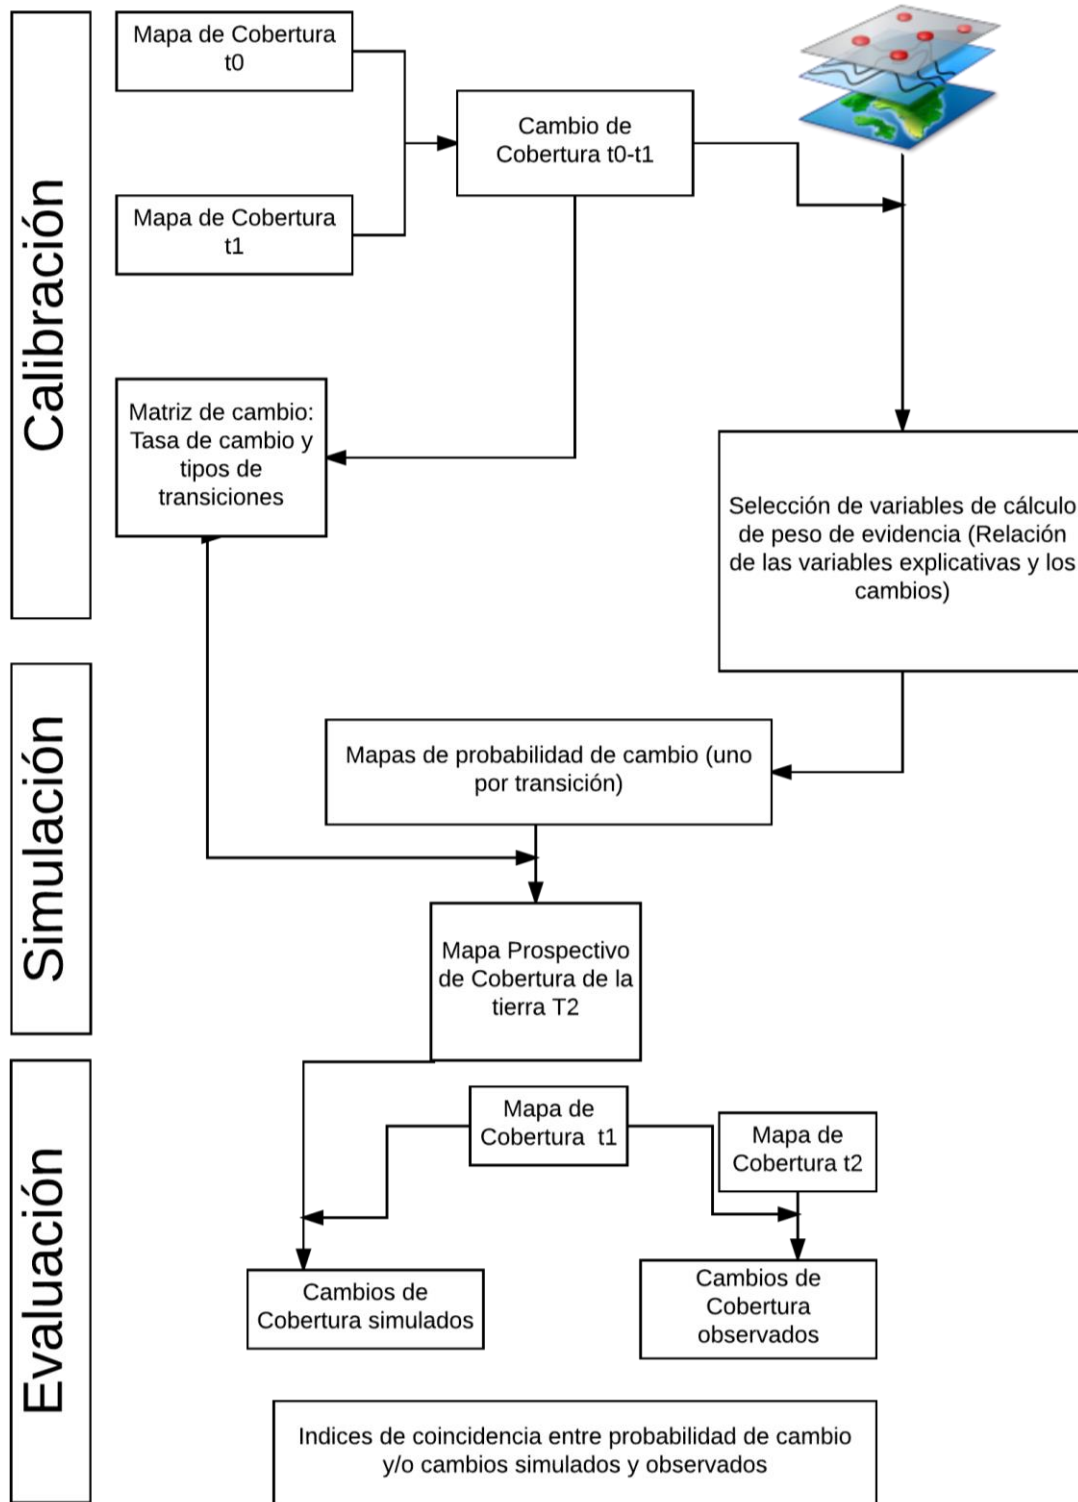 Calibración
Mapa de Cobertura
t0
Mapa de Cobertura
t1
Cambio de
Cobertura t0-t1
Matriz de cambio:
Tasa de cambio y
tipos de
transiciones
Selección de variables de cálculo
de peso de evidencia (Relación
de las variables explicativas y los
cambios)
Simulación
Mapas de probabilidad de cambio (uno
por transición)
Mapa Prospectivo
de Cobertura de la
tierra T2
Evaluación
Mapa de
Cobertura t1
Mapa de
Cobertura t2
Cambios de
Cobertura simulados
Cambios de
Cobertura
observados
Indices de coincidencia entre probabilidad de cambio
y/o cambios simulados y observados